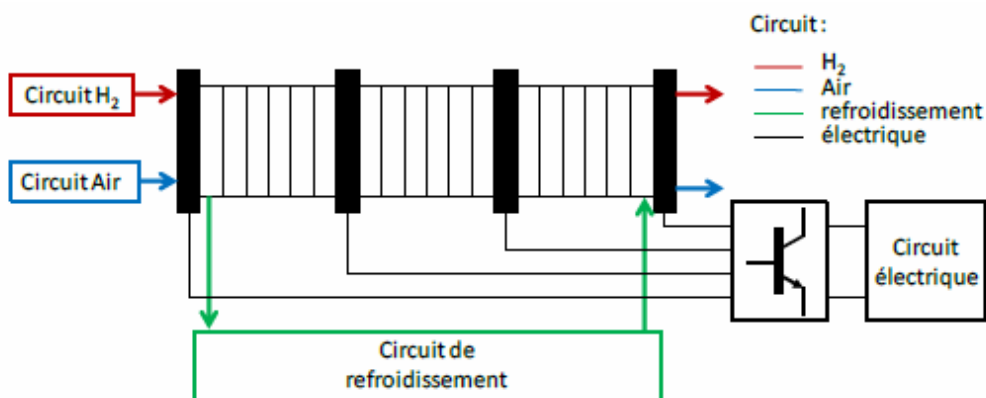 Circuit :
H₂
Air
refroidissement
électrique
Circuit H₂
Circuit Air
Circuit
électrique
Circuit de
refroidissement